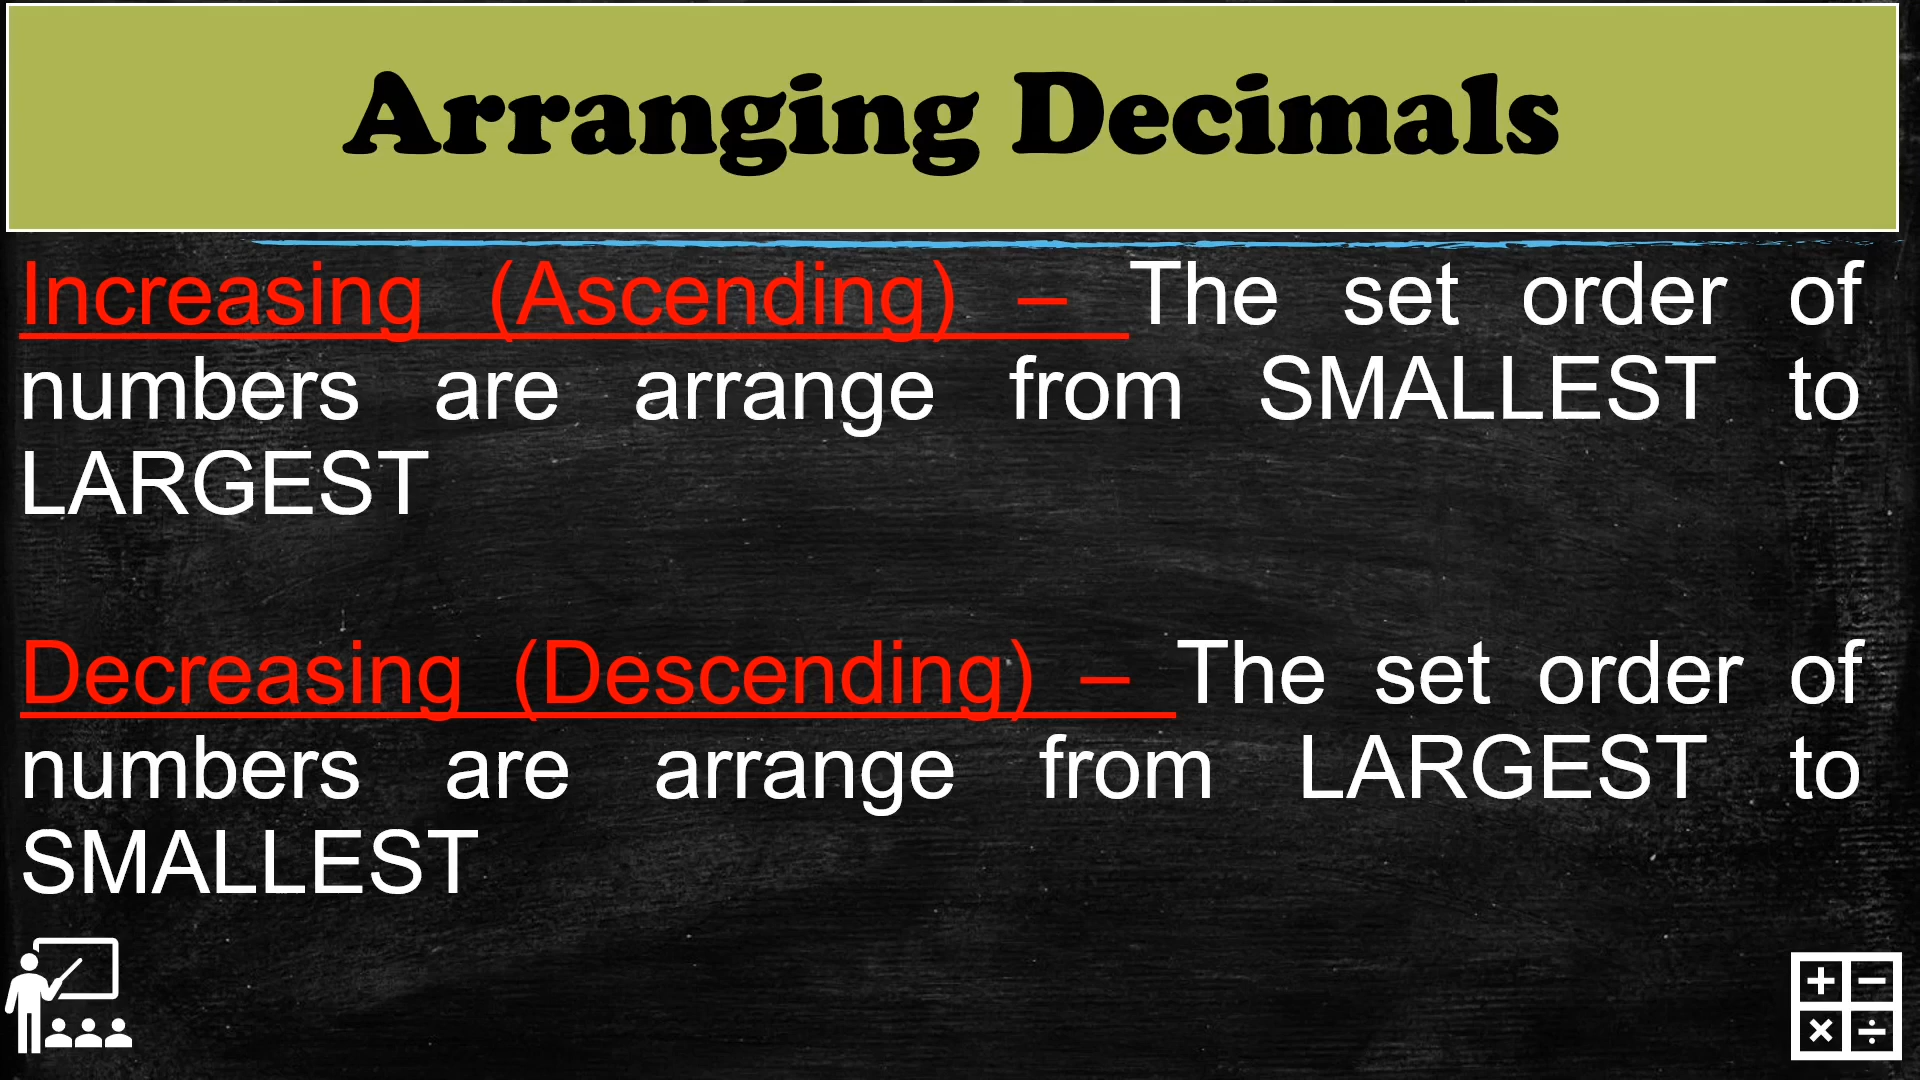 Arranging Decimals
Increasing (Ascending) – The set order of
numbers are arrange from SMALLEST to
LARGEST
Decreasing (Descending) – The set order of
numbers are arrange from LARGEST to
SMALLEST